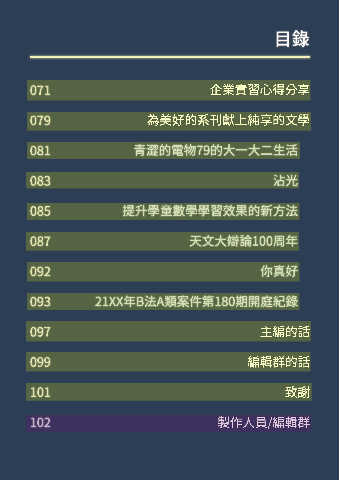 目錄
071 企業實習心得分享
079 為美好的系刊獻上純享的文學
081 青澀的電物79的大一大二生活
083 沾光
085 提升學童數學學習效果的新方法
087 天文大辯論100周年
092 你真好
093 21XX年B法A類案件第180期開庭紀錄
097 主編的話
099 編輯群的話
101 致謝
102 製作人員/編輯群